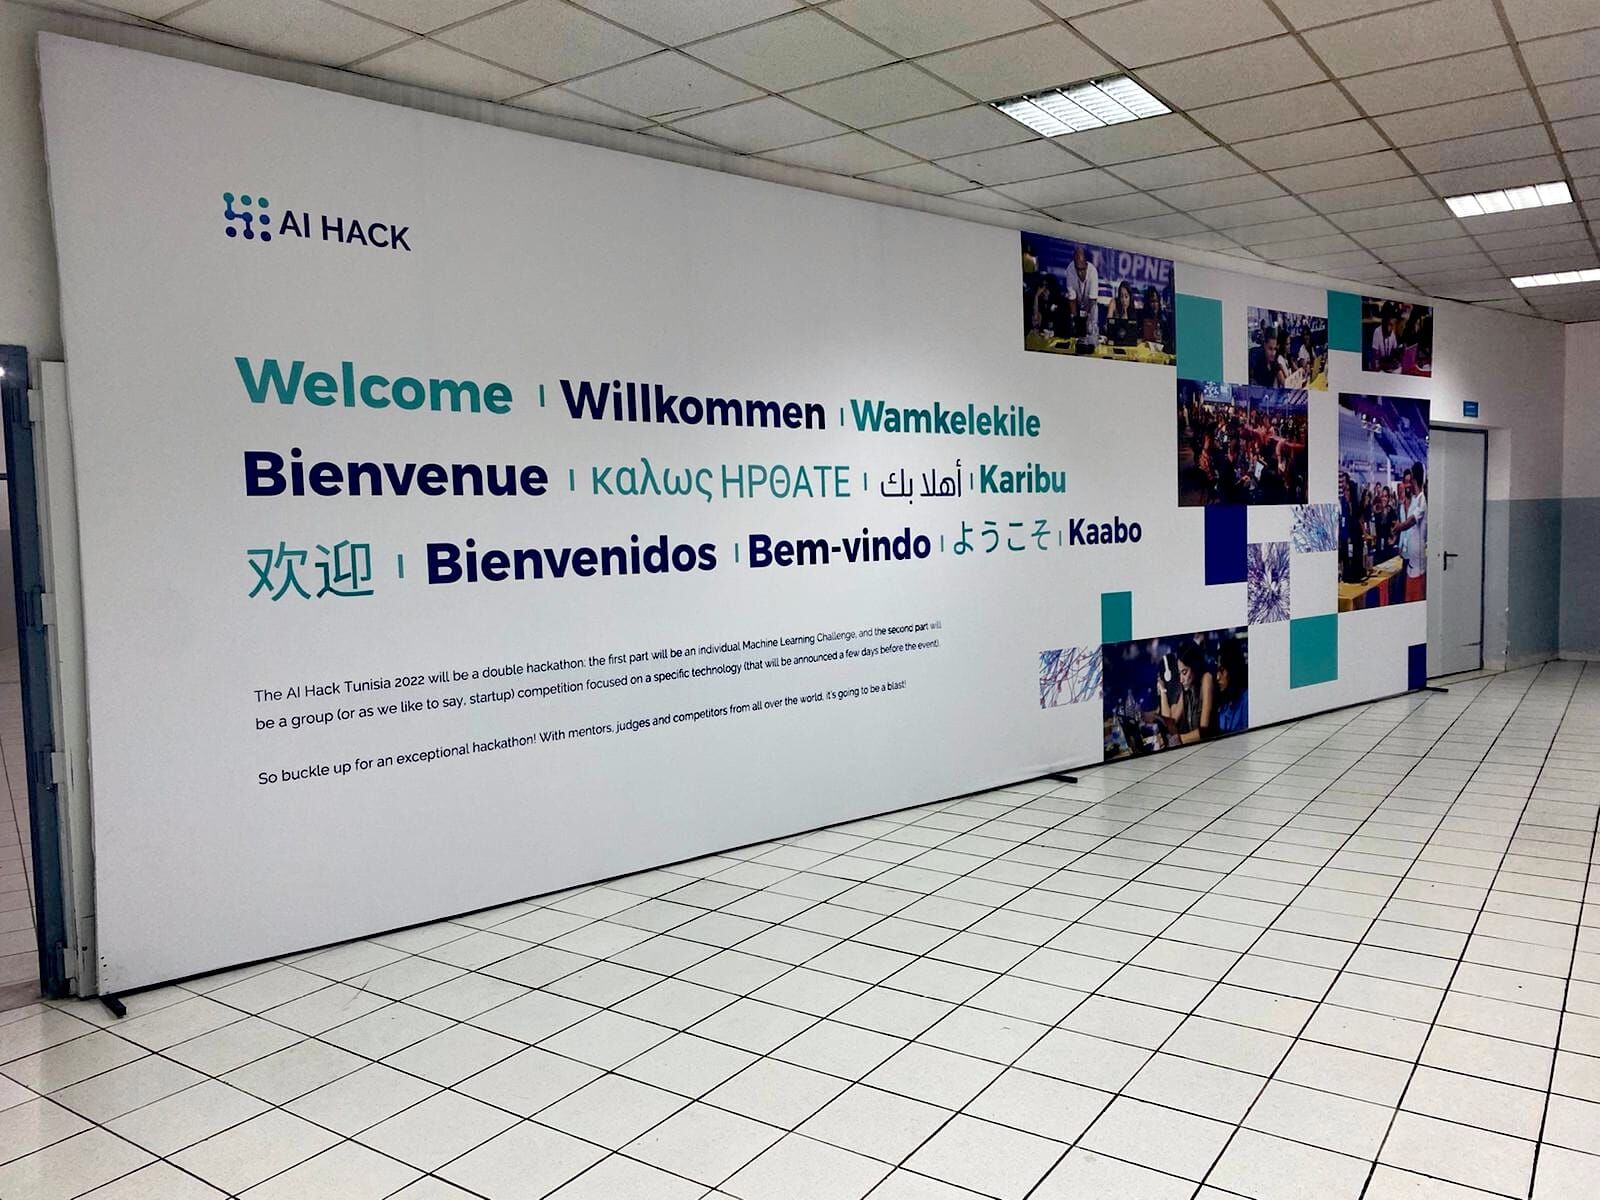 AI HACK
Welcome | Willkommen | Wamkelekile
Bienvenue | καλως ΗΡΘΑΤΕ | أهلا بك | Karibu
欢迎 | Bienvenidos | Bem-vindo | ようこそ | Kaabo
The AI Hack Tunisia 2022 will be a double hackathon: the first part will be an individual Machine Learning Challenge, and the second part will
be a group (or as we like to say, startup) competition focused on a specific technology (that will be announced a few days before the event).
So buckle up for an exceptional hackathon! With mentors, judges and competitors from all over the world, it's going to be a blast!
OPNE